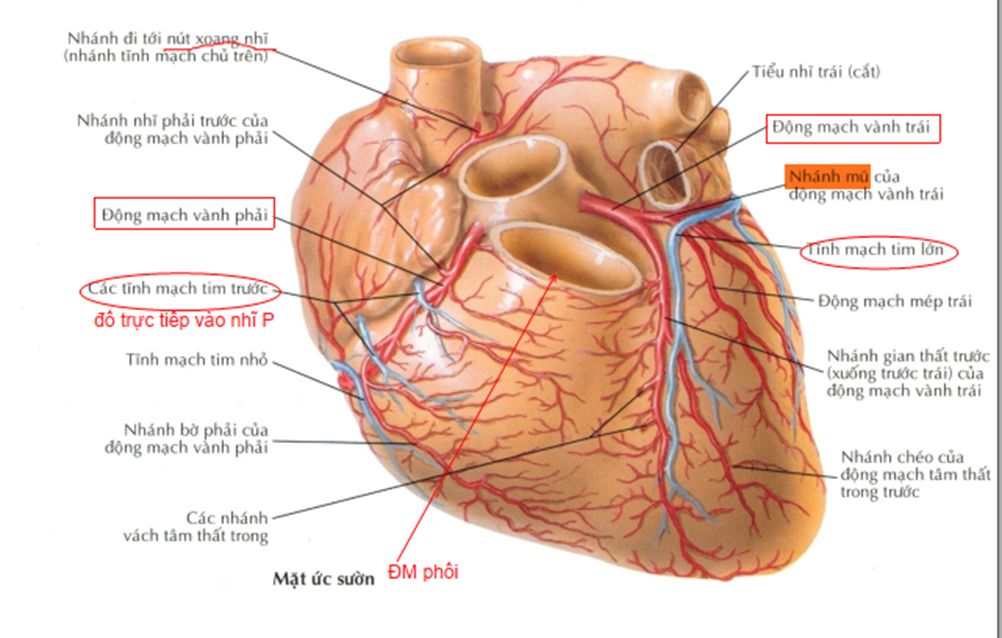 Nhánh đi tới nút xoang nhĩ
(nhánh tĩnh mạch chủ trên)
Nhánh nhĩ phải trước của
động mạch vành phải
Động mạch vành phải
Các tĩnh mạch tim trước
đổ trực tiếp vào nhĩ P
Tĩnh mạch tim nhỏ
Nhánh bờ phải của
động mạch vành phải
Các nhánh
vách tâm thất trong
Mặt ức sườn
ĐM phổi
Tiểu nhĩ trái (cắt)
Động mạch vành trái
Nhánh mũ của
động mạch vành trái
Tĩnh mạch tim lớn
Động mạch mép trái
Nhánh gian thất trước
(xuống trước trái) của
động mạch vành trái
Nhánh chéo của
động mạch tâm thất
trong trước